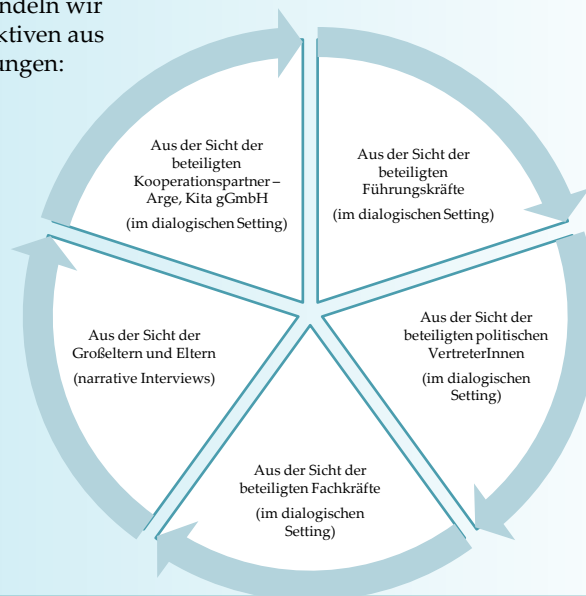 ndeln wir
ktiven aus
ungen:
Aus der Sicht der
beteiligten
Kooperationspartner –
Arge, Kita gGmbH
(im dialogischen Setting)
Aus der Sicht der
beteiligten
Führungskräfte
(im dialogischen Setting)
Aus der Sicht der
beteiligten politischen
VertreterInnen
(im dialogischen
Setting)
Aus der Sicht der
beteiligten Fachkräfte
(im dialogischen
Setting)
Aus der Sicht der
Großeltern und Eltern
(narrative Interviews)